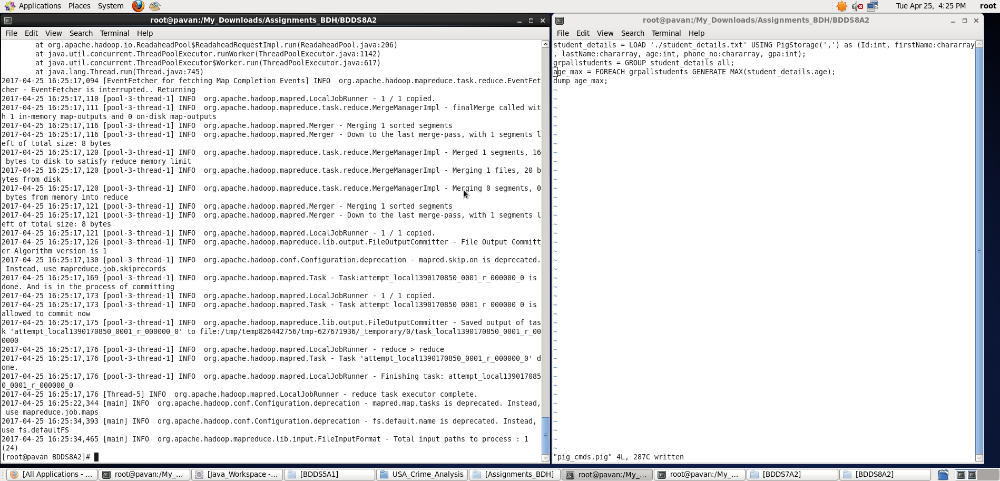 Applications Places System Tue Apr 25, 4:25 PM root
root@pavan:/My_Downloads/Assignments_BDH/BDDS8A2
File Edit View Search Terminal Help
        at org.apache.hadoop.io.ReadaheadPool$ReadaheadRequestImpl.run(ReadaheadPool.java:206)
        at java.util.concurrent.ThreadPoolExecutor.runWorker(ThreadPoolExecutor.java:1142)
        at java.util.concurrent.ThreadPoolExecutor$Worker.run(ThreadPoolExecutor.java:617)
        at java.lang.Thread.run(Thread.java:745)
2017-04-25 16:25:17,094 [EventFetcher for fetching Map Completion Events] INFO  org.apache.hadoop.mapreduce.task.reduce.EventFet
cher - EventFetcher is interrupted.. Returning
2017-04-25 16:25:17,110 [pool-3-thread-1] INFO  org.apache.hadoop.mapred.LocalJobRunner - 1 / 1 copied.
2017-04-25 16:25:17,111 [pool-3-thread-1] INFO  org.apache.hadoop.mapreduce.task.reduce.MergeManagerImpl - finalMerge called wit
h 1 in-memory map-outputs and 0 on-disk map-outputs
2017-04-25 16:25:17,116 [pool-3-thread-1] INFO  org.apache.hadoop.mapred.Merger - Merging 1 sorted segments
2017-04-25 16:25:17,116 [pool-3-thread-1] INFO  org.apache.hadoop.mapred.Merger - Down to the last merge-pass, with 1 segments l
eft of total size: 8 bytes
2017-04-25 16:25:17,120 [pool-3-thread-1] INFO  org.apache.hadoop.mapreduce.task.reduce.MergeManagerImpl - Merged 1 segments, 16
 bytes to disk to satisfy reduce memory limit
2017-04-25 16:25:17,120 [pool-3-thread-1] INFO  org.apache.hadoop.mapreduce.task.reduce.MergeManagerImpl - Merging 1 files, 20 b
ytes from disk
2017-04-25 16:25:17,120 [pool-3-thread-1] INFO  org.apache.hadoop.mapreduce.task.reduce.MergeManagerImpl - Merging 0 segments, 0
 bytes from memory into reduce
2017-04-25 16:25:17,121 [pool-3-thread-1] INFO  org.apache.hadoop.mapred.Merger - Merging 1 sorted segments
2017-04-25 16:25:17,121 [pool-3-thread-1] INFO  org.apache.hadoop.mapred.Merger - Down to the last merge-pass, with 1 segments l
eft of total size: 8 bytes
2017-04-25 16:25:17,121 [pool-3-thread-1] INFO  org.apache.hadoop.mapred.LocalJobRunner - 1 / 1 copied.
2017-04-25 16:25:17,126 [pool-3-thread-1] INFO  org.apache.hadoop.mapreduce.lib.output.FileOutputCommitter - File Output Committ
er Algorithm version is 1
2017-04-25 16:25:17,130 [pool-3-thread-1] INFO  org.apache.hadoop.conf.Configuration.deprecation - mapred.skip.on is deprecated.
 Instead, use mapreduce.job.skiprecords
2017-04-25 16:25:17,169 [pool-3-thread-1] INFO  org.apache.hadoop.mapred.Task - Task:attempt_local1390170850_0001_r_000000_0 is
done. And is in the process of committing
2017-04-25 16:25:17,173 [pool-3-thread-1] INFO  org.apache.hadoop.mapred.LocalJobRunner - 1 / 1 copied.
2017-04-25 16:25:17,173 [pool-3-thread-1] INFO  org.apache.hadoop.mapred.Task - Task attempt_local1390170850_0001_r_000000_0 is
allowed to commit now
2017-04-25 16:25:17,175 [pool-3-thread-1] INFO  org.apache.hadoop.mapreduce.lib.output.FileOutputCommitter - Saved output of tas
k 'attempt_local1390170850_0001_r_000000_0' to file:/tmp/temp826442756/tmp-627671936/_temporary/0/task_local1390170850_0001_r_00
0000
2017-04-25 16:25:17,176 [pool-3-thread-1] INFO  org.apache.hadoop.mapred.LocalJobRunner - reduce > reduce
2017-04-25 16:25:17,176 [pool-3-thread-1] INFO  org.apache.hadoop.mapred.Task - Task 'attempt_local1390170850_0001_r_000000_0' d
one.
2017-04-25 16:25:17,176 [pool-3-thread-1] INFO  org.apache.hadoop.mapred.LocalJobRunner - Finishing task: attempt_local139017085
0_0001_r_000000_0
2017-04-25 16:25:17,176 [Thread-5] INFO  org.apache.hadoop.mapred.LocalJobRunner - reduce task executor complete.
2017-04-25 16:25:22,344 [main] INFO  org.apache.hadoop.conf.Configuration.deprecation - mapred.map.tasks is deprecated. Instead,
 use mapreduce.job.maps
2017-04-25 16:25:34,393 [main] INFO  org.apache.hadoop.conf.Configuration.deprecation - fs.default.name is deprecated. Instead,
use fs.defaultFS
2017-04-25 16:25:34,465 [main] INFO  org.apache.hadoop.mapreduce.lib.input.FileInputFormat - Total input paths to process : 1
(24)
[root@pavan BDDS8A2]#
root@pavan:/My_Downloads/Assignments_BDH/BDDS8A2
File Edit View Search Terminal Help
student_details = LOAD './student_details.txt' USING PigStorage(',') as (Id:int, firstName:chararray
, lastName:chararray, age:int, phone_no:chararray, gpa:int);
grpallstudents = GROUP student_details all;
age_max = FOREACH grpallstudents GENERATE MAX(student_details.age);
dump age_max;
"pig_cmds.pig" 4L, 287C written
[All Applications - ... root@pavan:/My_... [Java_Workspace -... [BDDS5A1] USA_Crime_Analysis [Assignments_BDH] root@pavan:/My_... root@pavan:/My_... [BDDS7A2] [BDDS8A2]